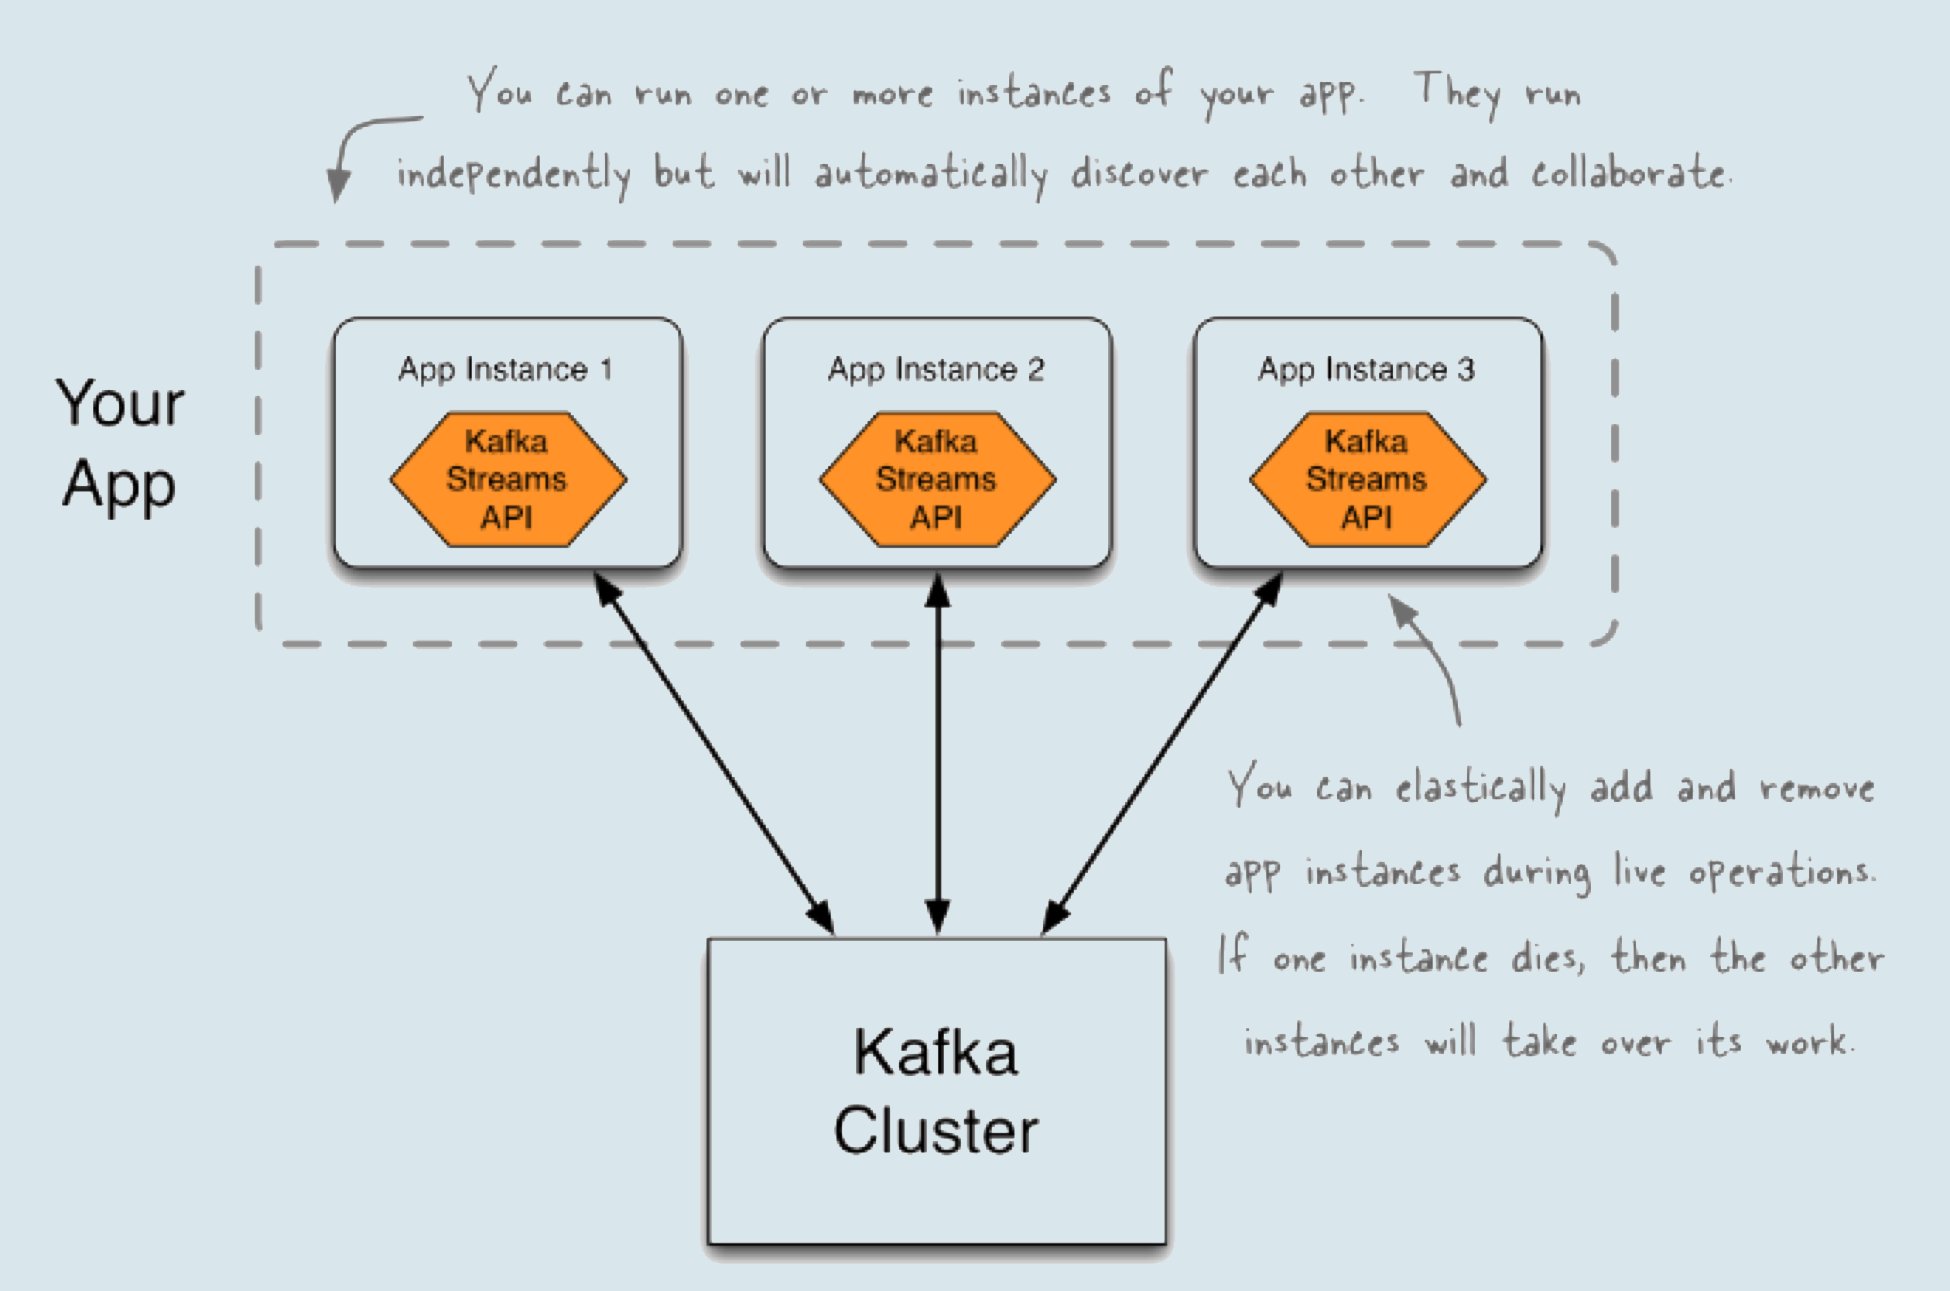 You can run one or more instances of your app. They run
independently but will automatically discover each other and collaborate.
Your
App
App Instance 1
Kafka
Streams
API
App Instance 2
Kafka
Streams
API
App Instance 3
Kafka
Streams
API
You can elastically add and remove
app instances during live operations.
If one instance dies, then the other
instances will take over its work.
Kafka
Cluster